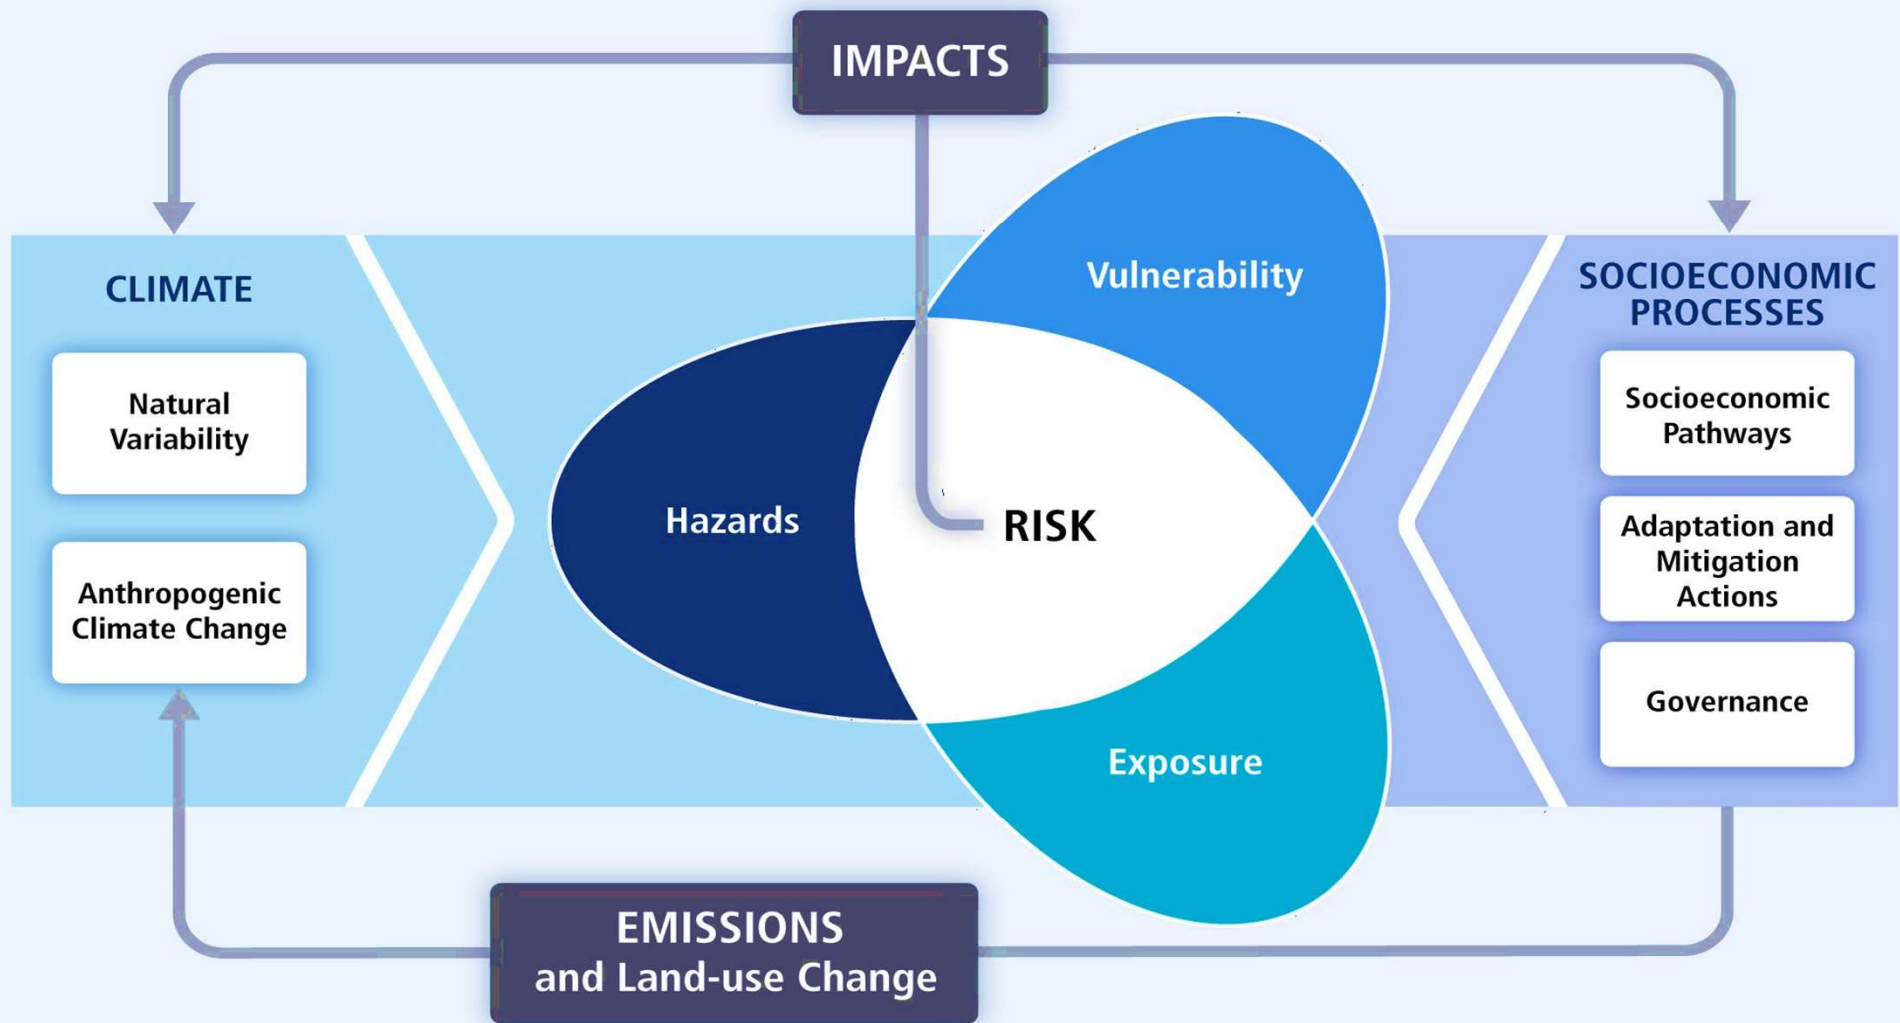 IMPACTS
CLIMATE
Natural
Variability
Anthropogenic
Climate Change
Vulnerability
Hazards
RISK
Exposure
SOCIOECONOMIC
PROCESSES
Socioeconomic
Pathways
Adaptation and
Mitigation
Actions
Governance
EMISSIONS
and Land-use Change